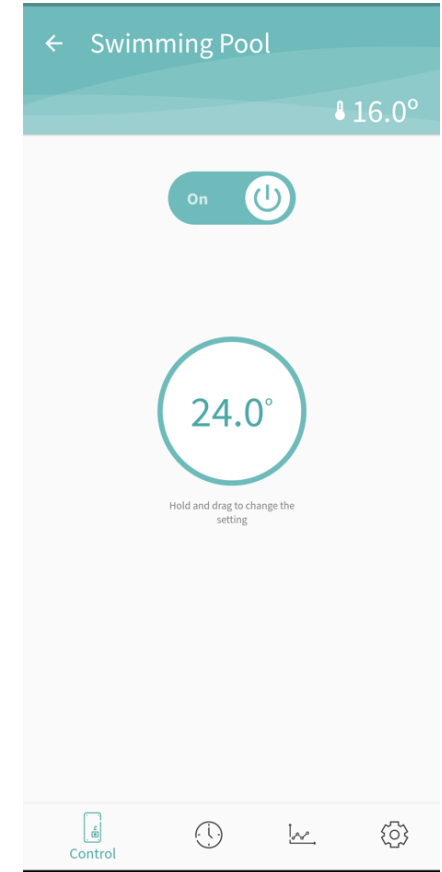 Swimming Pool
16.0°
On
24.0°
Hold and drag to change the
setting
Control